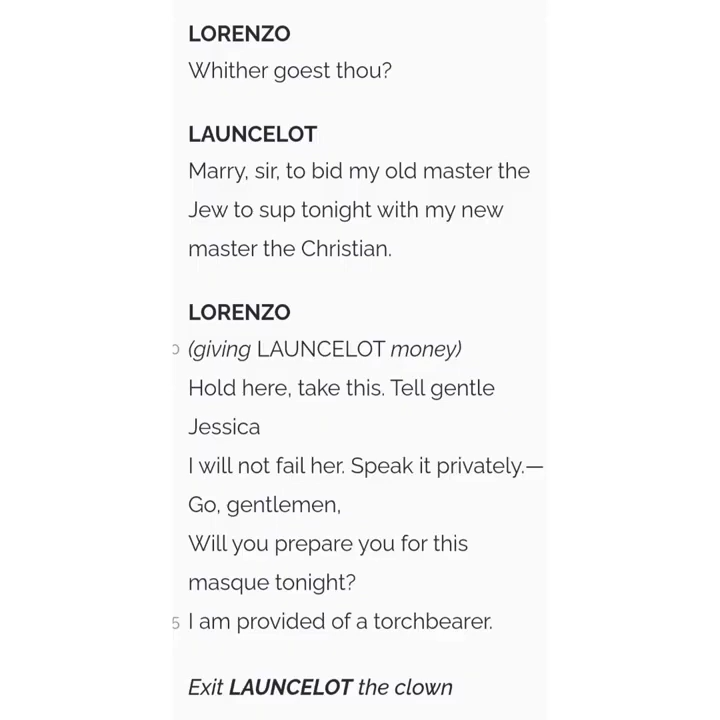 LORENZO
Whither goest thou?
LAUNCELOT
Marry, sir, to bid my old master the
Jew to sup tonight with my new
master the Christian.
LORENZO
(giving LAUNCELOT money)
Hold here, take this. Tell gentle
Jessica
I will not fail her. Speak it privately.—
Go, gentlemen,
Will you prepare you for this
masque tonight?
5 I am provided of a torchbearer.
Exit LAUNCELOT the clown